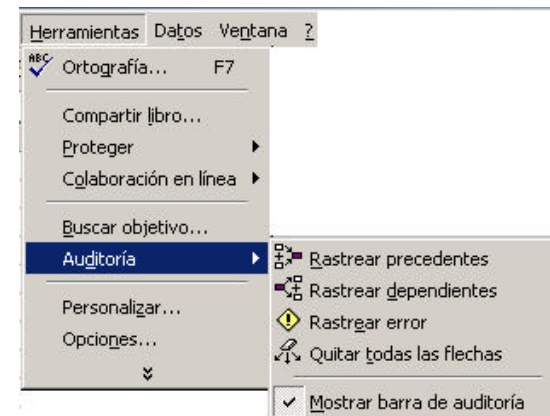 Herramientas Datos Ventana ?
ABC Ortografía... F7
Compartir libro...
Proteger
Colaboración en línea
Buscar objetivo...
Auditoría
Rastrear precedentes
Rastrear dependientes
Personalizar...
Rastrear error
Opciones...
Quitar todas las flechas
Mostrar barra de auditoría